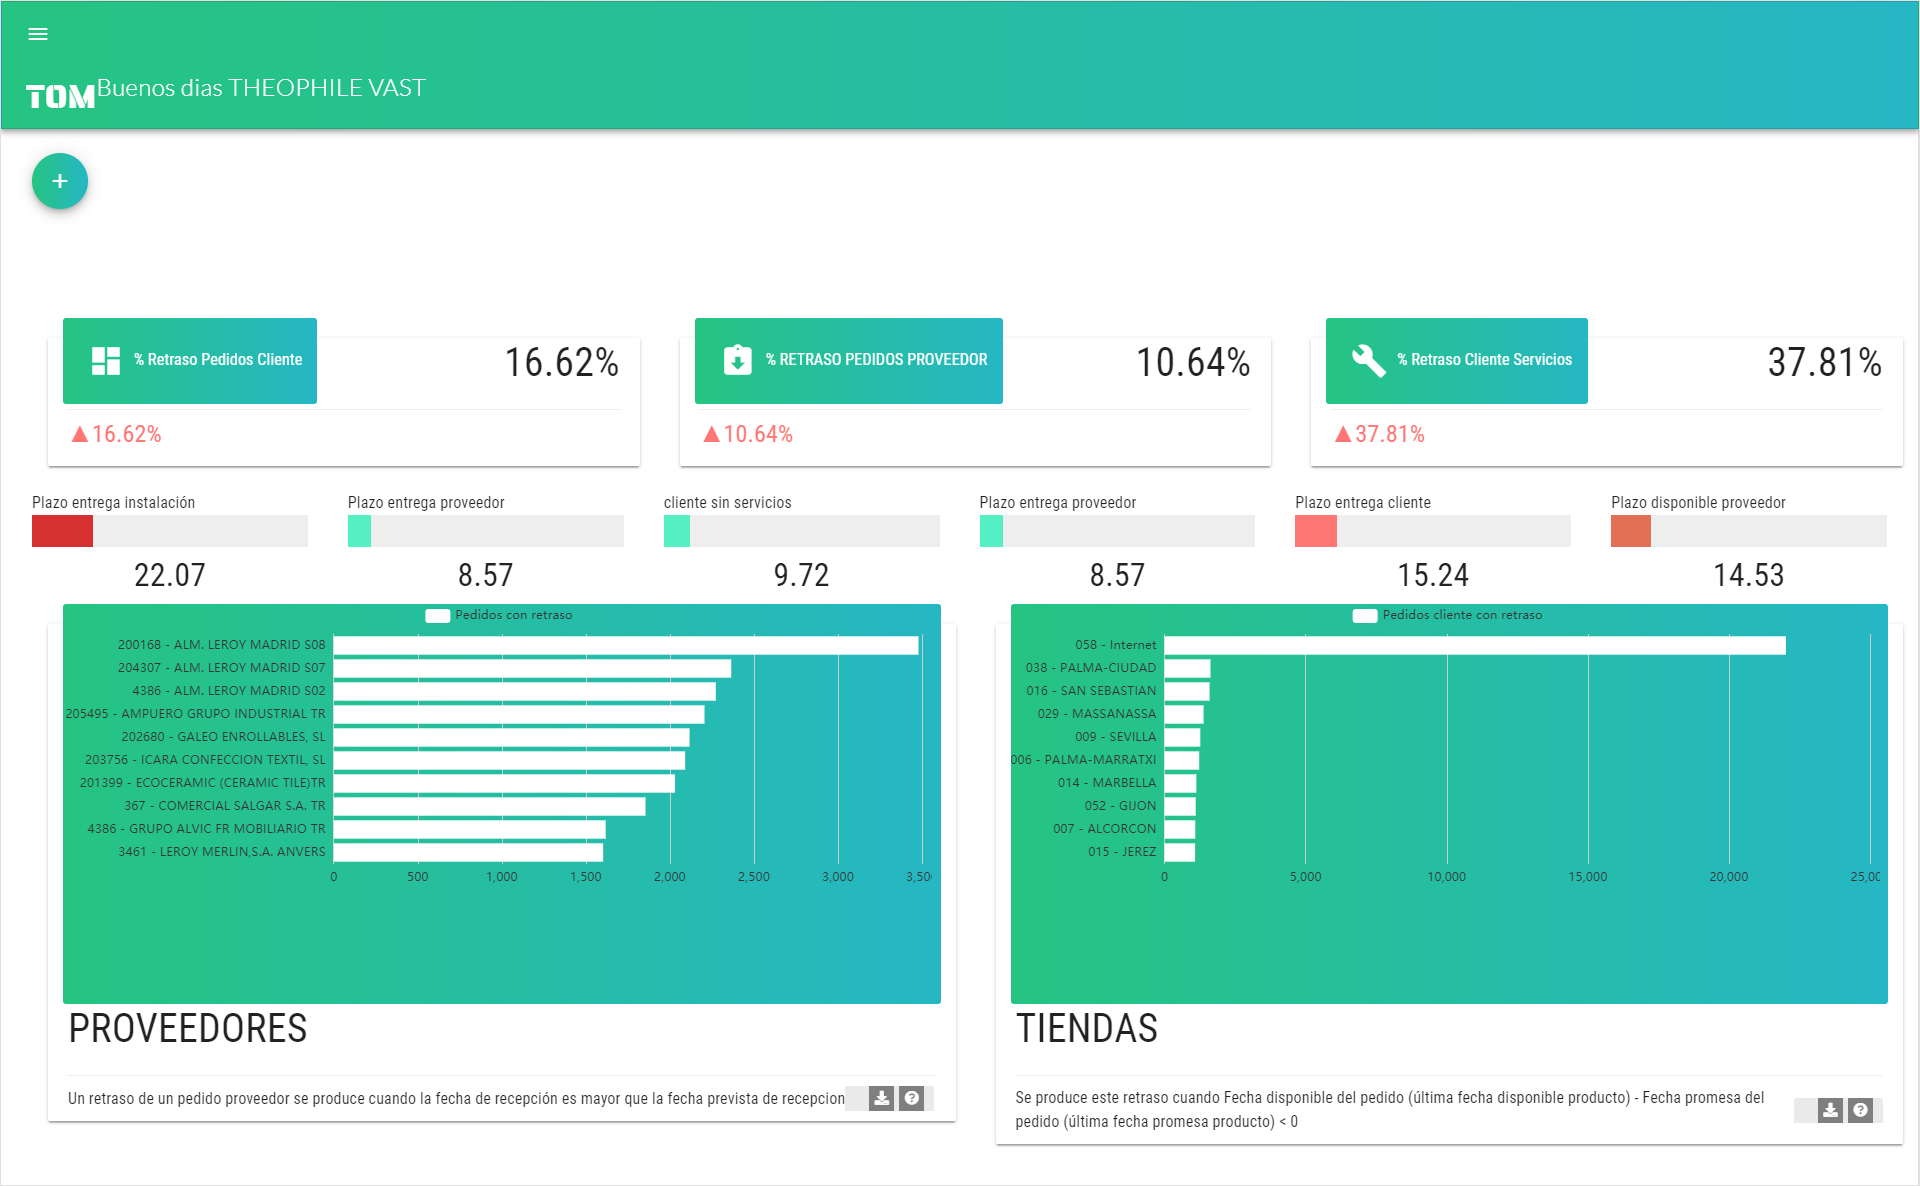 TOM Buenos dias THEOPHILE VAST
+
% Retraso Pedidos Cliente
16.62%
▲16.62%
% RETRASO PEDIDOS PROVEEDOR
10.64%
▲10.64%
% Retraso Cliente Servicios
37.81%
▲37.81%
Plazo entrega instalación
22.07
Plazo entrega proveedor
8.57
cliente sin servicios
9.72
Plazo entrega proveedor
8.57
Plazo entrega cliente
15.24
Plazo disponible proveedor
14.53
Pedidos con retraso
200168 - ALM. LEROY MADRID S08
204307 - ALM. LEROY MADRID S07
4386 - ALM. LEROY MADRID S02
205495 - AMPUERO GRUPO INDUSTRIAL TR
202680 - GALEO ENROLLABLES, SL
203756 - ICARA CONFECCION TEXTIL, SL
201399 - ECOCERAMIC (CERAMIC TILE)TR
367 - COMERCIAL SALGAR S.A. TR
4386 - GRUPO ALVIC FR MOBILIARIO TR
3461 - LEROY MERLIN,S.A. ANVERS
0 500 1,000 1,500 2,000 2,500 3,000 3,50
PROVEEDORES
Un retraso de un pedido proveedor se produce cuando la fecha de recepción es mayor que la fecha prevista de recepcion
Pedidos cliente con retraso
058 - Internet
038 - PALMA-CIUDAD
016 - SAN SEBASTIAN
029 - MASSANASSA
009 - SEVILLA
006 - PALMA-MARRATXI
014 - MARBELLA
052 - GIJON
007 - ALCORCON
015 - JEREZ
0 5,000 10,000 15,000 20,000 25,00
TIENDAS
Se produce este retraso cuando Fecha disponible del pedido (última fecha disponible producto) - Fecha promesa del
pedido (última fecha promesa producto) < 0